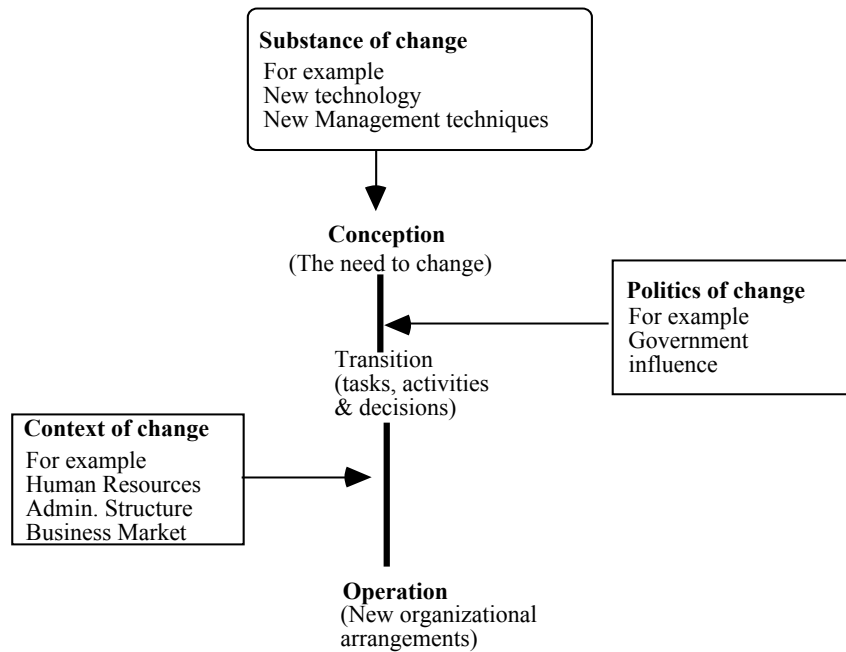 Substance of change
For example
New technology
New Management techniques
Conception
(The need to change)
Politics of change
For example
Government
influence
Transition
(tasks, activities
& decisions)
Context of change
For example
Human Resources
Admin. Structure
Business Market
Operation
(New organizational
arrangements)